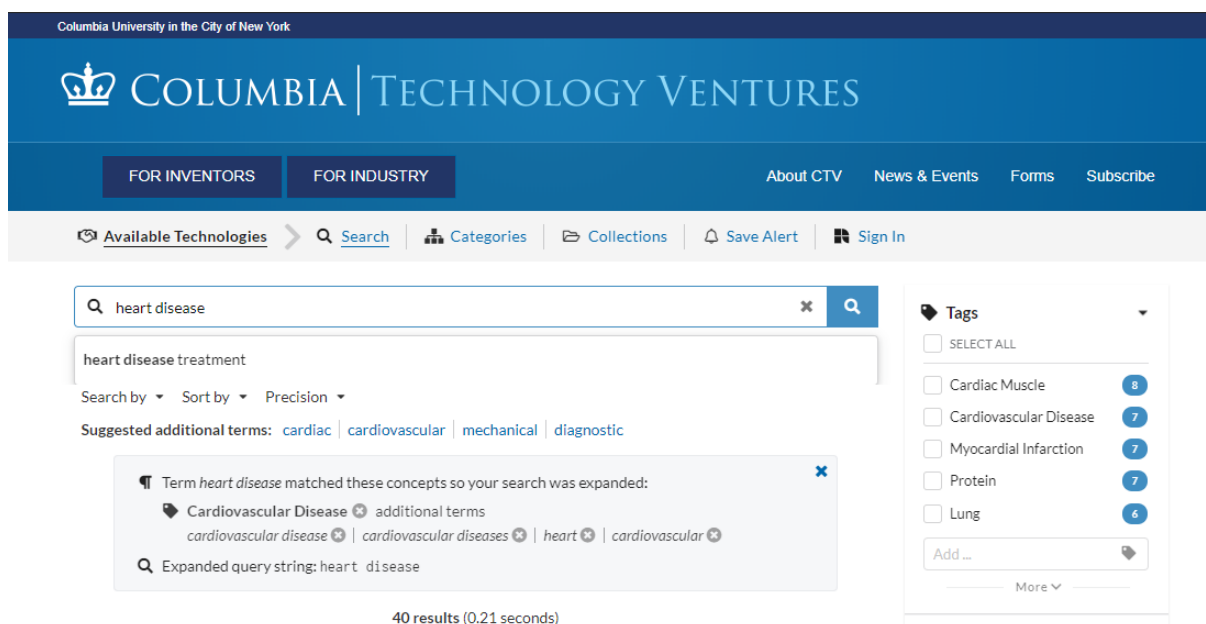 Columbia University in the City of New York
COLUMBIA | TECHNOLOGY VENTURES
FOR INVENTORS FOR INDUSTRY About CTV News & Events Forms Subscribe
Available Technologies Search Categories Collections Save Alert Sign In
heart disease
heart disease treatment
Search by Sort by Precision
Suggested additional terms: cardiac | cardiovascular | mechanical | diagnostic
¶ Term heart disease matched these concepts so your search was expanded:
Cardiovascular Disease additional terms
cardiovascular disease | cardiovascular diseases | heart | cardiovascular
Expanded query string: heart disease
40 results (0.21 seconds)
Tags
SELECT ALL
Cardiac Muscle 8
Cardiovascular Disease 7
Myocardial Infarction 7
Protein 7
Lung 6
Add ...
More